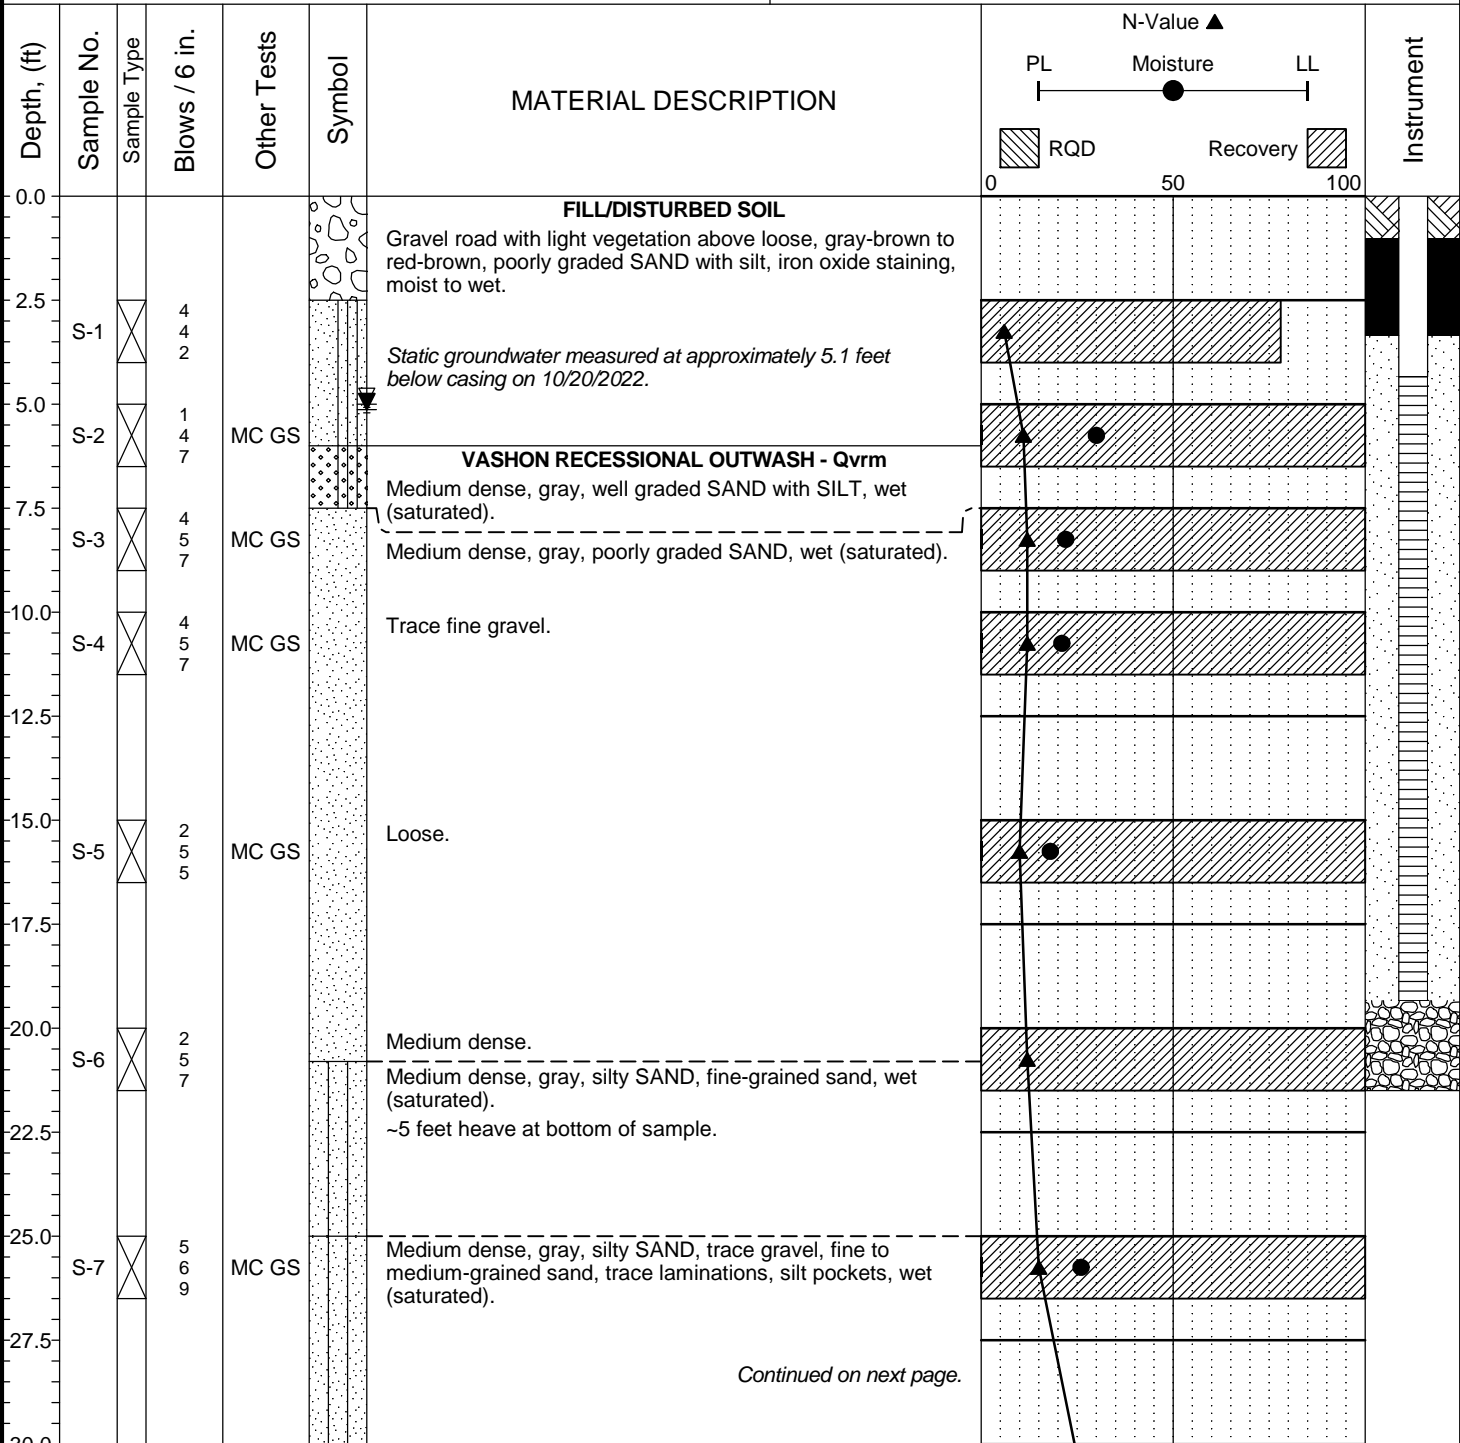 Depth, (ft)
Sample No.
Sample Type
Blows / 6 in.
Other Tests
Symbol
MATERIAL DESCRIPTION
N-Value ▲
PL Moisture LL
RQD Recovery
0 50 100
Instrument
0.0
FILL/DISTURBED SOIL
Gravel road with light vegetation above loose, gray-brown to
red-brown, poorly graded SAND with silt, iron oxide staining,
moist to wet.
2.5
S-1
4
4
2
Static groundwater measured at approximately 5.1 feet
below casing on 10/20/2022.
5.0
S-2
1
4
7
MC GS
VASHON RECESSIONAL OUTWASH - Qvrm
Medium dense, gray, well graded SAND with SILT, wet
(saturated).
7.5
S-3
4
5
7
MC GS
Medium dense, gray, poorly graded SAND, wet (saturated).
10.0
S-4
4
5
7
MC GS
Trace fine gravel.
12.5
15.0
S-5
2
5
5
MC GS
Loose.
17.5
20.0
S-6
2
5
7
Medium dense.
Medium dense, gray, silty SAND, fine-grained sand, wet
(saturated).
~5 feet heave at bottom of sample.
22.5
25.0
S-7
5
6
9
MC GS
Medium dense, gray, silty SAND, trace gravel, fine to
medium-grained sand, trace laminations, silt pockets, wet
(saturated).
27.5
Continued on next page.
30.0